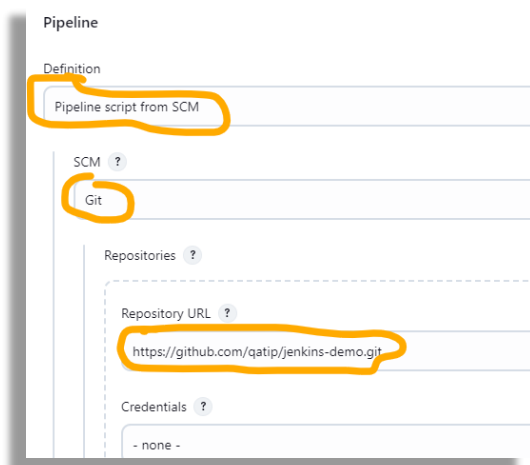 Pipeline
Definition
Pipeline script from SCM
SCM ?
Git
Repositories ?
Repository URL ?
https://github.com/qatip/jenkins-demo.git
Credentials ?
- none -